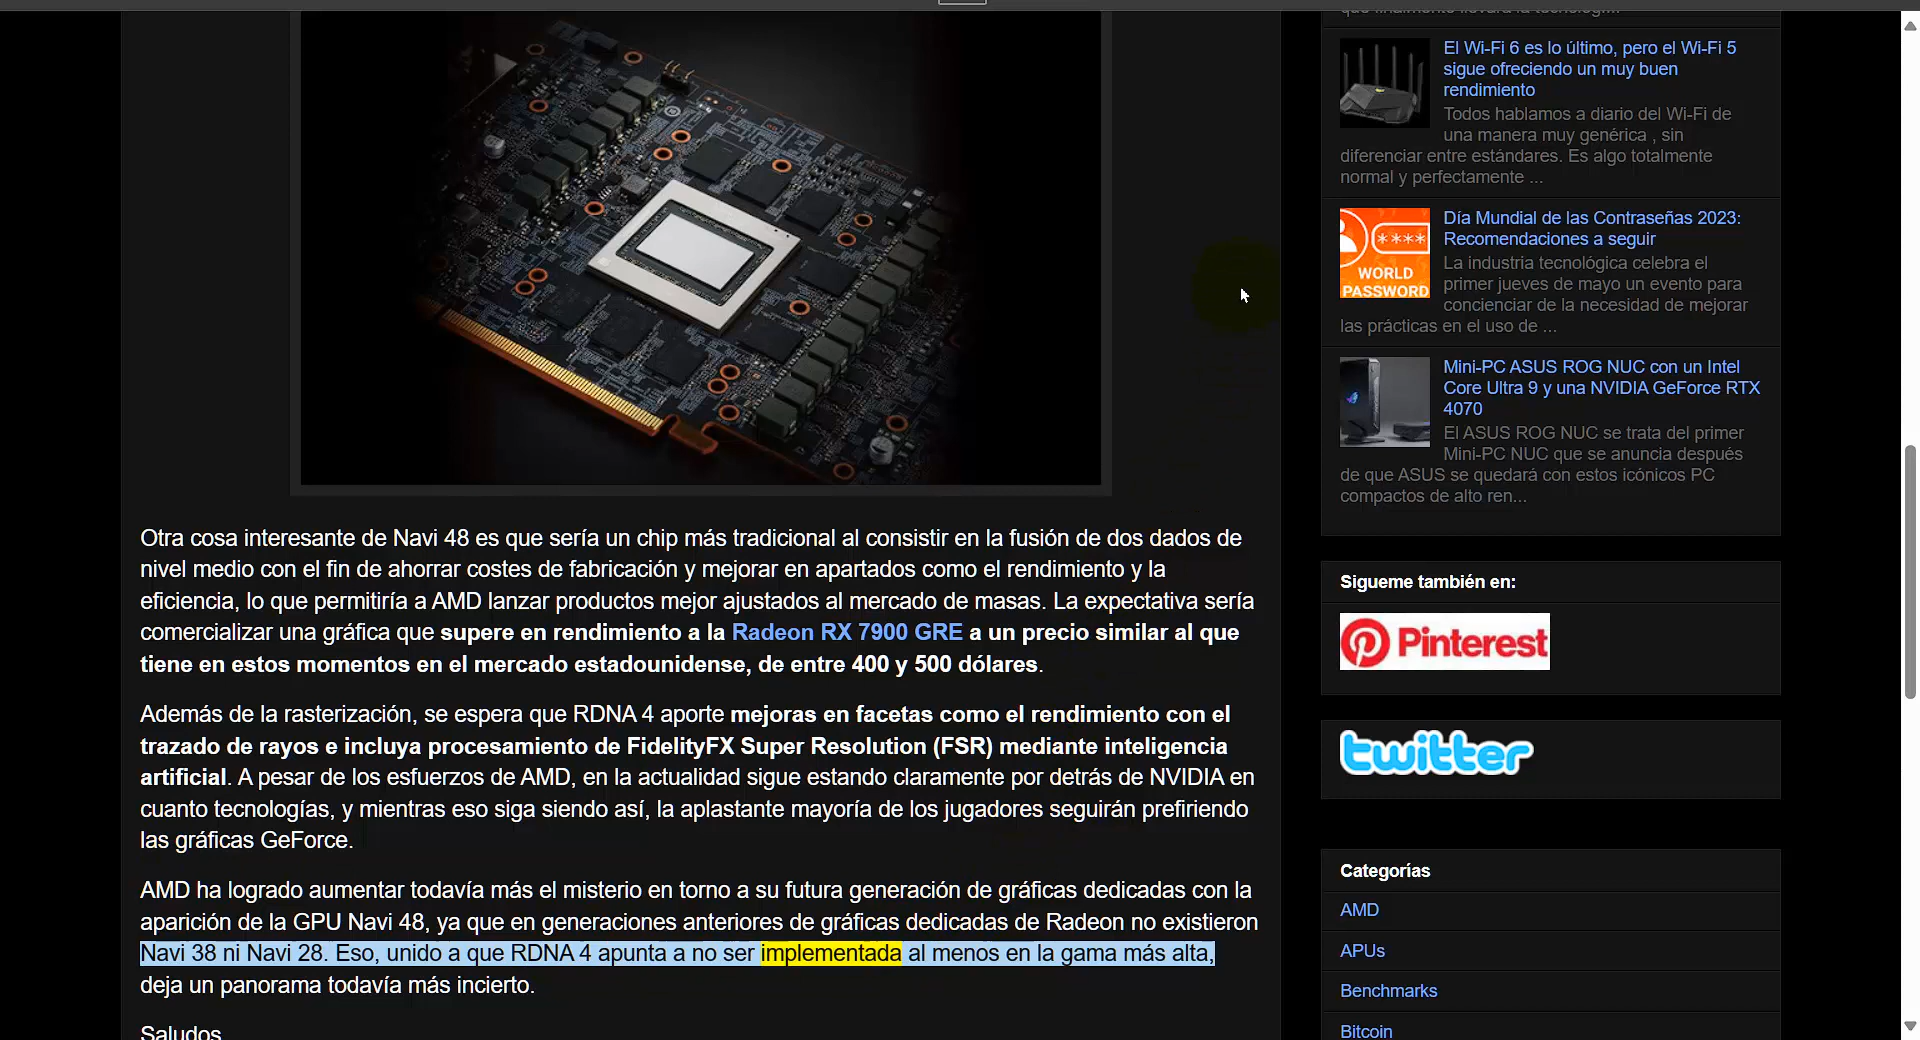 El Wi-Fi 6 es lo último, pero el Wi-Fi 5
sigue ofreciendo un muy buen
rendimiento
Todos hablamos a diario del Wi-Fi de
una manera muy genérica , sin
diferenciar entre estándares. Es algo totalmente
normal y perfectamente ...
****
WORLD
PASSWORD
Día Mundial de las Contraseñas 2023:
Recomendaciones a seguir
La industria tecnológica celebra el
primer jueves de mayo un evento para
concienciar de la necesidad de mejorar
las prácticas en el uso de ...
Mini-PC ASUS ROG NUC con un Intel
Core Ultra 9 y una NVIDIA GeForce RTX
4070
El ASUS ROG NUC se trata del primer
Mini-PC NUC que se anuncia después
de que ASUS se quedará con estos icónicos PC
compactos de alto ren...
Otra cosa interesante de Navi 48 es que sería un chip más tradicional al consistir en la fusión de dos dados de
nivel medio con el fin de ahorrar costes de fabricación y mejorar en apartados como el rendimiento y la
eficiencia, lo que permitiría a AMD lanzar productos mejor ajustados al mercado de masas. La expectativa sería
comercializar una gráfica que supere en rendimiento a la Radeon RX 7900 GRE a un precio similar al que
tiene en estos momentos en el mercado estadounidense, de entre 400 y 500 dólares.
Además de la rasterización, se espera que RDNA 4 aporte mejoras en facetas como el rendimiento con el
trazado de rayos e incluya procesamiento de FidelityFX Super Resolution (FSR) mediante inteligencia
artificial. A pesar de los esfuerzos de AMD, en la actualidad sigue estando claramente por detrás de NVIDIA en
cuanto tecnologías, y mientras eso siga siendo así, la aplastante mayoría de los jugadores seguirán prefiriendo
las gráficas GeForce.
AMD ha logrado aumentar todavía más el misterio en torno a su futura generación de gráficas dedicadas con la
aparición de la GPU Navi 48, ya que en generaciones anteriores de gráficas dedicadas de Radeon no existieron
Navi 38 ni Navi 28. Eso, unido a que RDNA 4 apunta a no ser implementada al menos en la gama más alta,
deja un panorama todavía más incierto.
Saludos
Sigueme también en:
Pinterest
twitter
Categorías
AMD
APUs
Benchmarks
Bitcoin